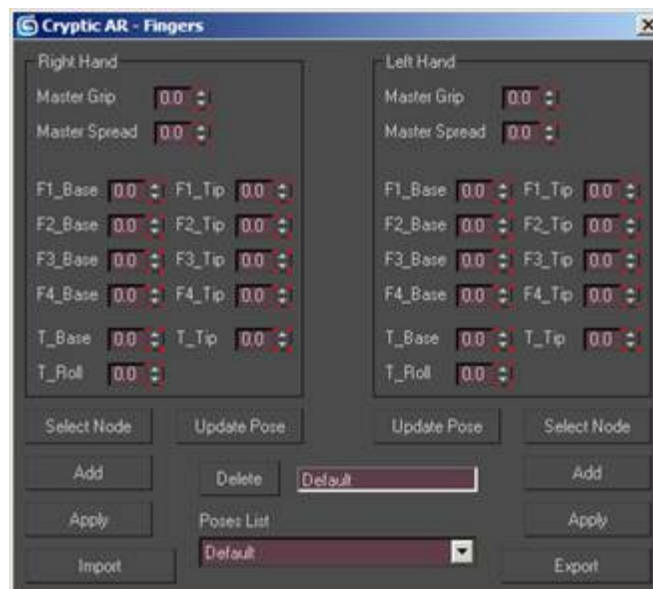 Cryptic AR - Fingers
Right Hand Left Hand
Master Grip 0.0 Master Grip 0.0
Master Spread 0.0 Master Spread 0.0
F1_Base 0.0 F1_Tip 0.0 F1_Base 0.0 F1_Tip 0.0
F2_Base 0.0 F2_Tip 0.0 F2_Base 0.0 F2_Tip 0.0
F3_Base 0.0 F3_Tip 0.0 F3_Base 0.0 F3_Tip 0.0
F4_Base 0.0 F4_Tip 0.0 F4_Base 0.0 F4_Tip 0.0
T_Base 0.0 T_Tip 0.0 T_Base 0.0 T_Tip 0.0
T_Roll 0.0 T_Roll 0.0
Select Node Update Pose Update Pose Select Node
Add Delete Default Add
Apply Poses List Apply
Import Default Export